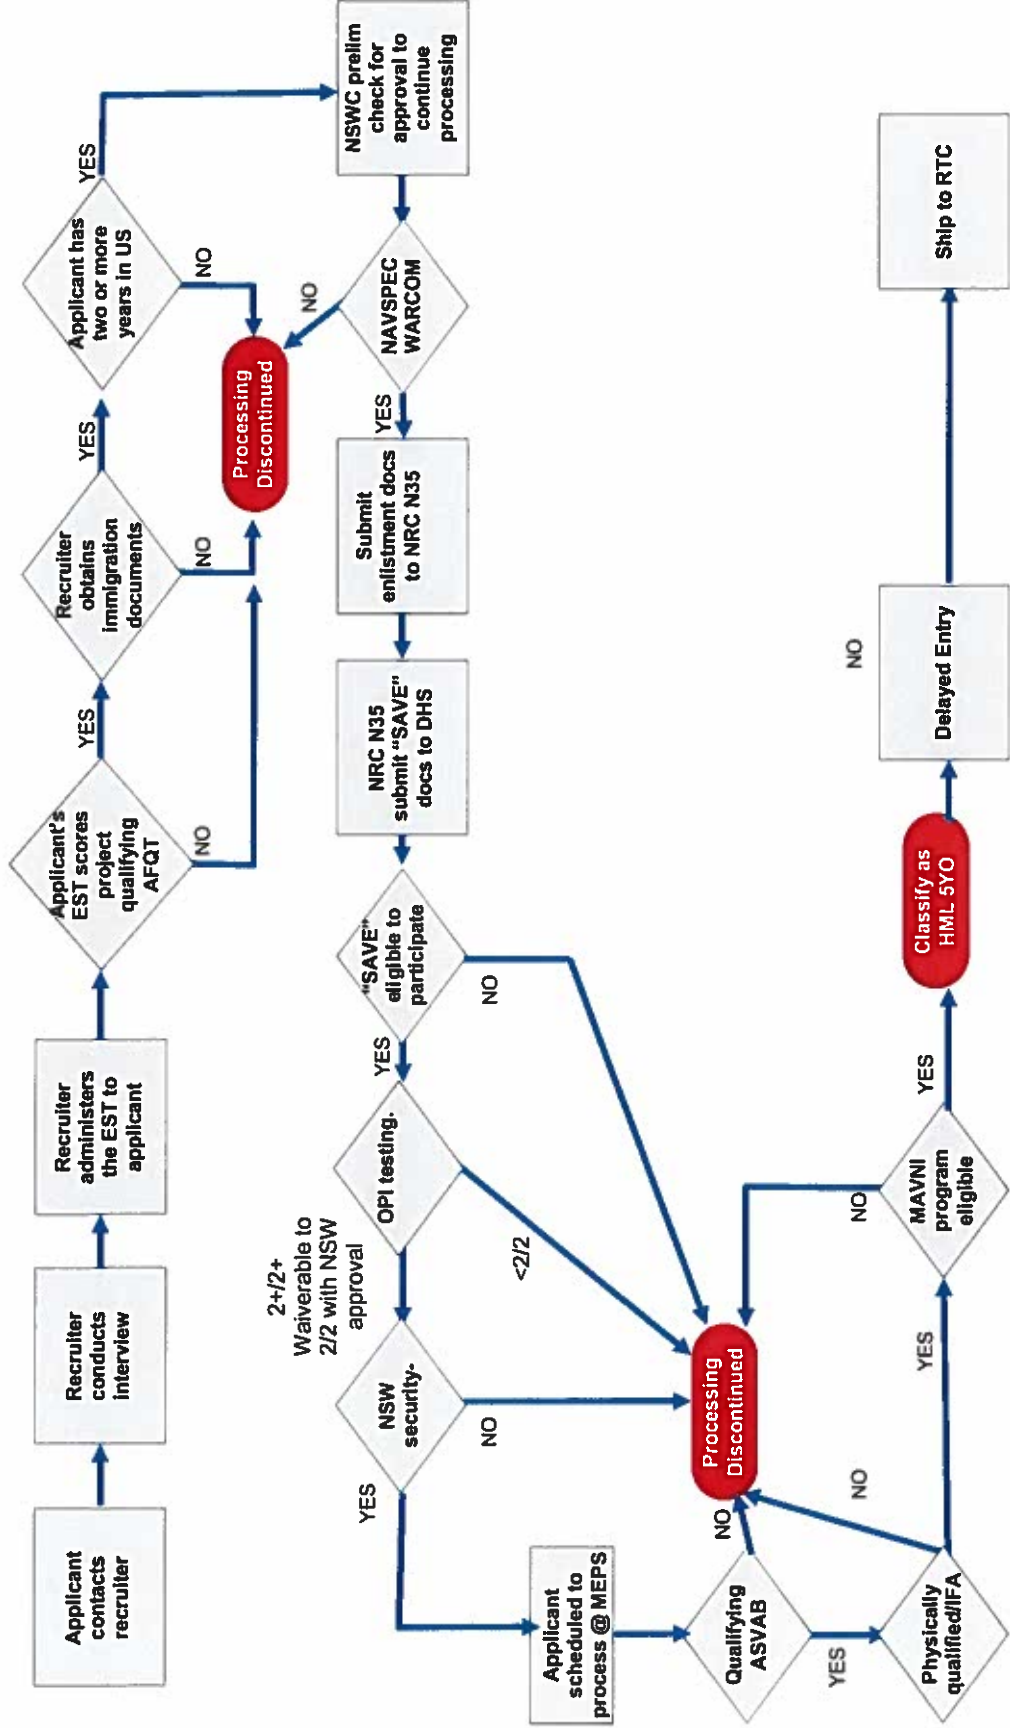 Applicant
contacts
recruiter
Recruiter
conducts
interview
Recruiter
administers
the EST to
applicant
Applicant's
EST scores
project
qualifying
AFQT
YES
NO
Recruiter
obtains
immigration
documents
YES
NO
Applicant has
two or more
years in US
YES
NO
Processing
Discontinued
NSWC prelim
check for
approval to
continue
processing
NAVSPEC
WARCOM
NO
YES
Submit
enlistment docs
to NRC N35
NRC N35
submit "SAVE"
docs to DHS
"SAVE"
eligible to
participate
YES
NO
OPI testing.
2+/2+
Waiverable to
2/2 with NSW
approval
<2/2
NSW
security-
YES
NO
Processing
Discontinued
Applicant
scheduled to
process @ MEPS
Qualifying
ASVAB
NO
YES
Physically
qualified/IFA
NO
YES
MAVNI
program
eligible
NO
YES
Classify as
HML 5YO
Delayed Entry
NO
Ship to RTC